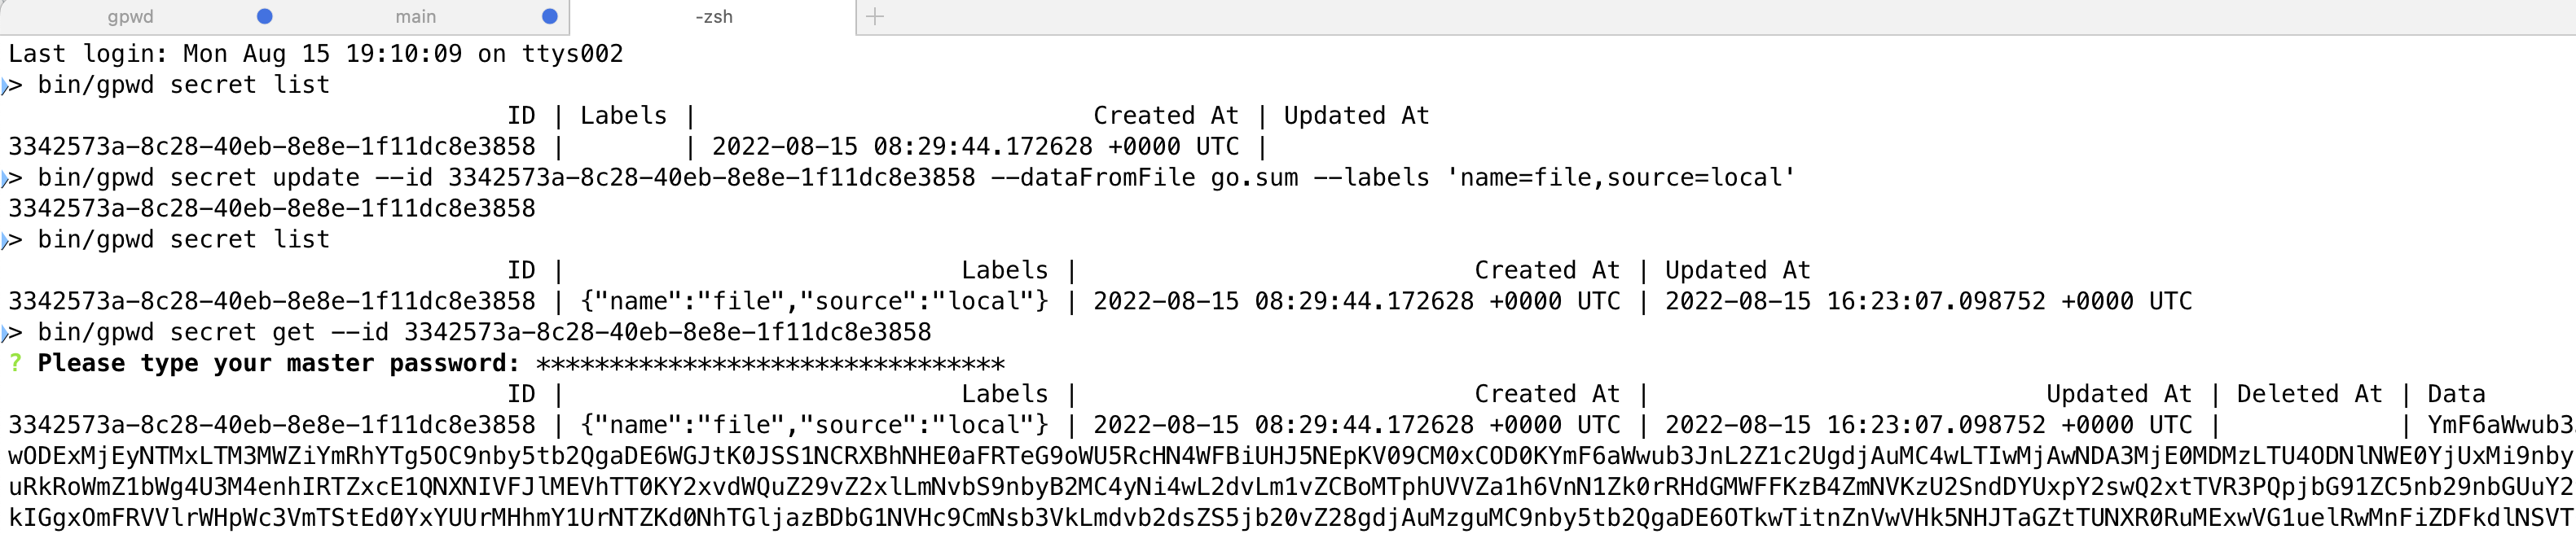 gpwd main -zsh
Last login: Mon Aug 15 19:10:09 on ttys002
> bin/gpwd secret list
ID | Labels | Created At | Updated At
3342573a-8c28-40eb-8e8e-1f11dc8e3858 | | 2022-08-15 08:29:44.172628 +0000 UTC |
> bin/gpwd secret update --id 3342573a-8c28-40eb-8e8e-1f11dc8e3858 --dataFromFile go.sum --labels 'name=file,source=local'
3342573a-8c28-40eb-8e8e-1f11dc8e3858
> bin/gpwd secret list
ID | Labels | Created At | Updated At
3342573a-8c28-40eb-8e8e-1f11dc8e3858 | {"name":"file","source":"local"} | 2022-08-15 08:29:44.172628 +0000 UTC | 2022-08-15 16:23:07.098752 +0000 UTC
> bin/gpwd secret get --id 3342573a-8c28-40eb-8e8e-1f11dc8e3858
? Please type your master password: ********************************
ID | Labels | Created At | Updated At | Deleted At | Data
3342573a-8c28-40eb-8e8e-1f11dc8e3858 | {"name":"file","source":"local"} | 2022-08-15 08:29:44.172628 +0000 UTC | 2022-08-15 16:23:07.098752 +0000 UTC | | YmF6aWwub3
wODExMjEyNTMxLTM3MWZiYmRhYTg5OC9nby5tb2QgaDE6WGJtK0JSS1NCRXBhNHE0aFRTeG9oWU5RcHN4WFBiUHJ5NEpKV09CM0xCOD0KYmF6aWwub3JnL2Z1c2UgdjAuMC4wLTIwMjAwNDA3MjE0MDMzLTU4ODNlNWE0YjUxMi9nby
uRkRoWmZ1bWg4U3M4enhIRTZxcE1QNXNIVFJlMEVhTT0KY2xvdWQuZ29vZ2xlLmNvbS9nbyB2MC4yNi4wL2dvLm1vZCBoMTphUVVZa1h6VnN1Zk0rRHdGMWFFKzB4ZmNVKzU2SndDYUxpY2swQ2xtTVR3PQpjbG91ZC5nb29nbGUuY2
kIGgxOmFRVVlrWHpWc3VmTStEd0YxYUUrMHhmY1UrNTZKd0NhTGljazBDbG1NVHc9CmNsb3VkLmdvb2dsZS5jb20vZ28gdjAuMzguMC9nby5tb2QgaDE6OTkwTitnZnVwVHk5NHJTaGZtTUNXR0RuMExwVG1uelRwMnFiZDFkdlNSVT